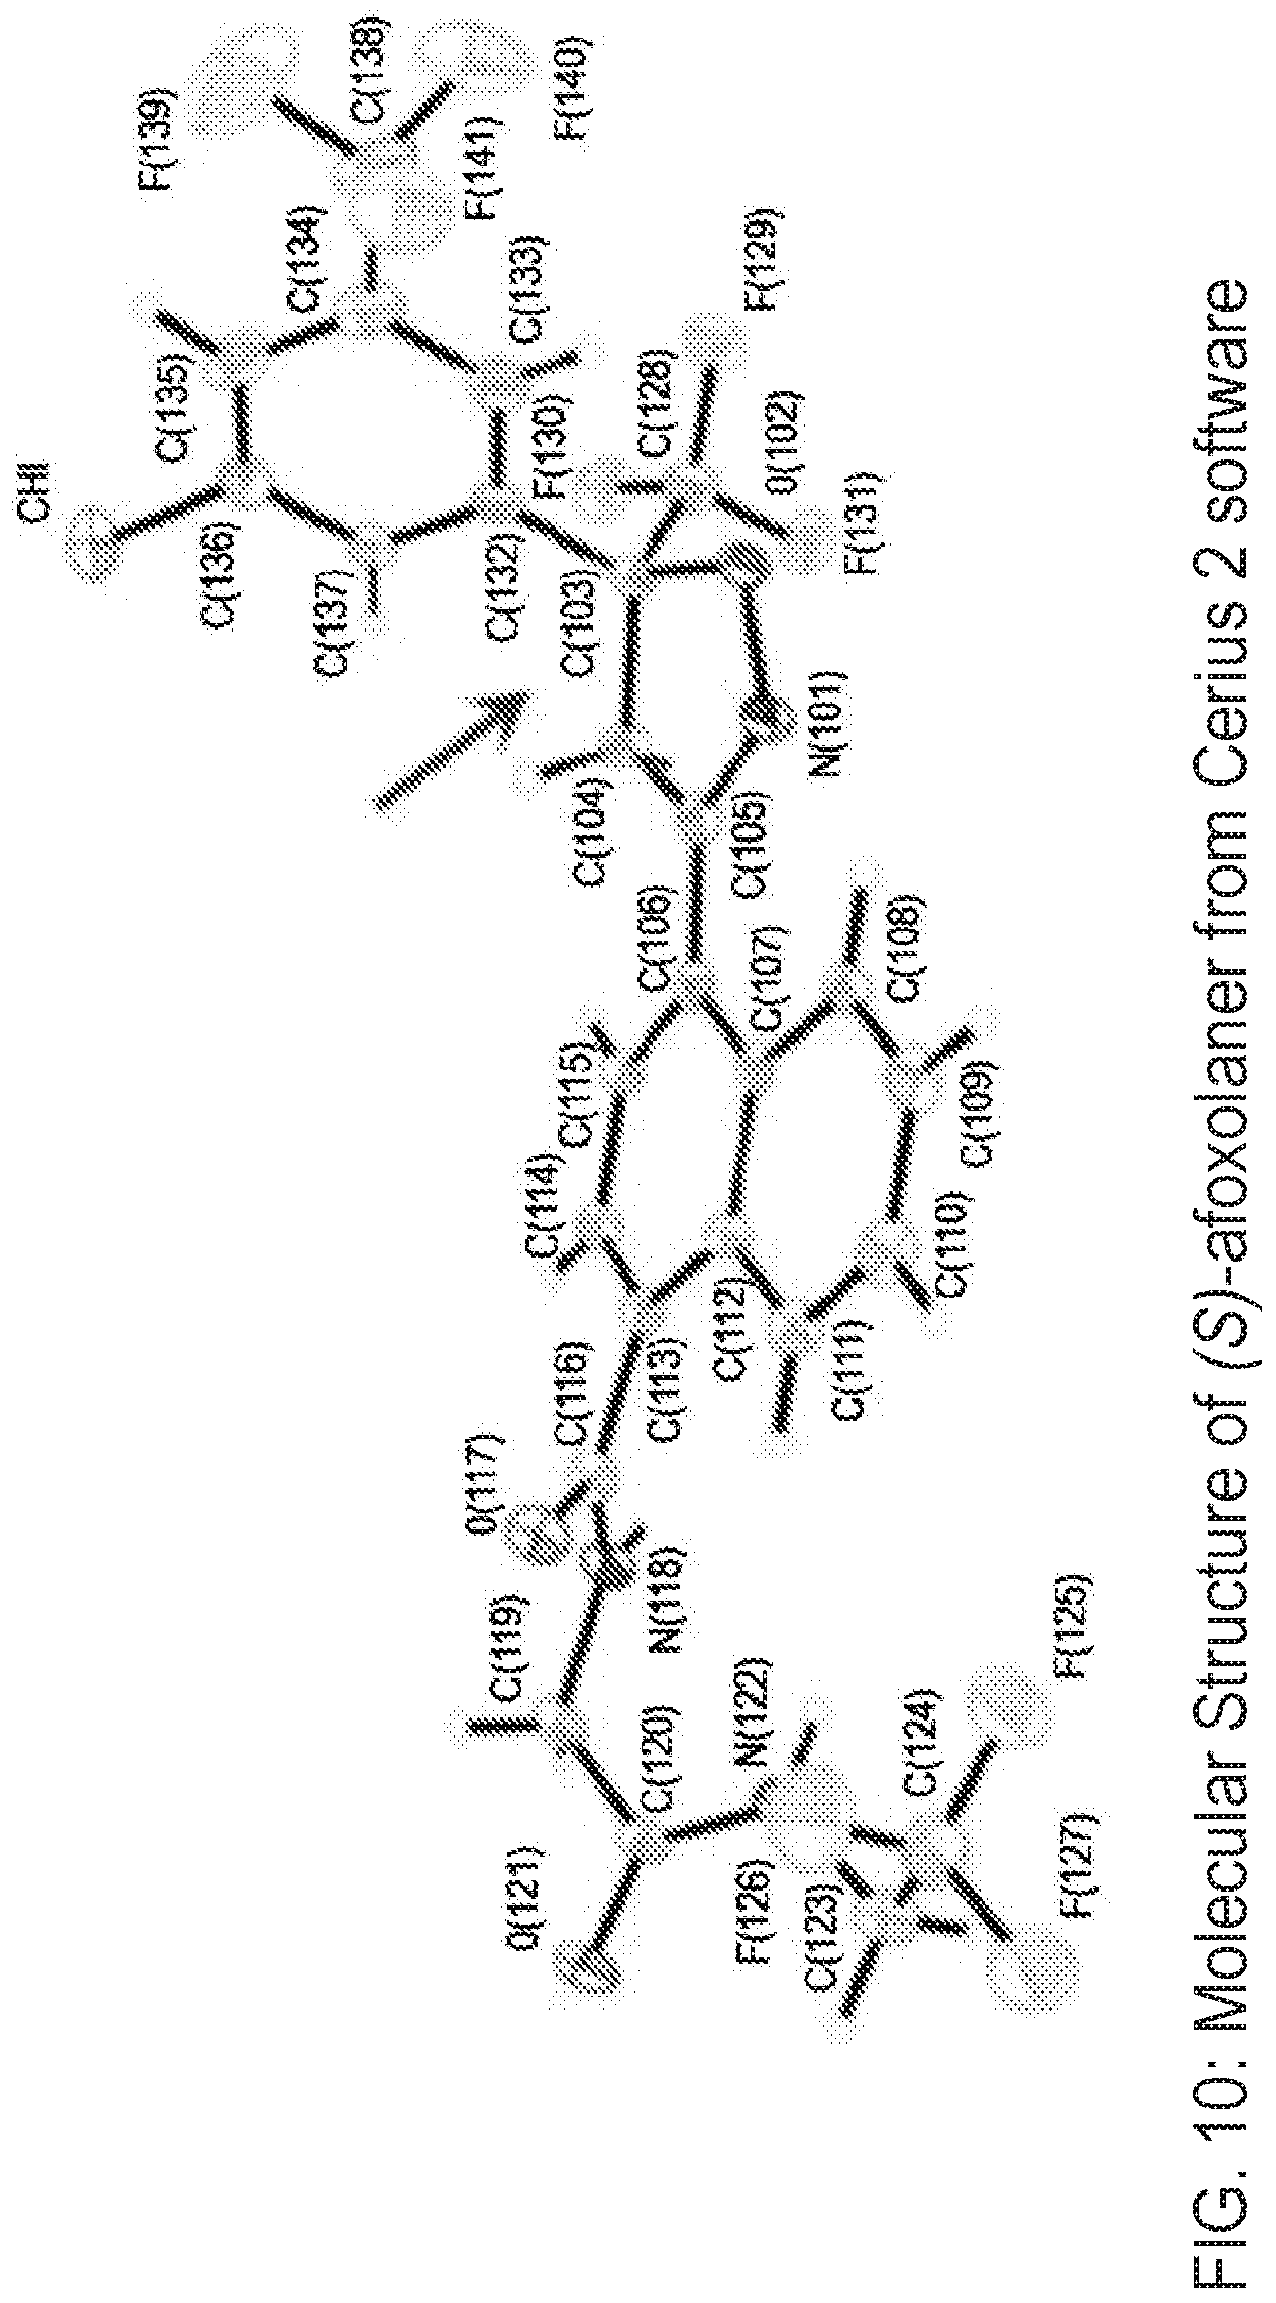 O(121)
F(126)
C(123)
F(127)
C(120)
N(122)
C(124)
F(125)
C(119)
N(118)
O(117)
C(116)
C(113)
C(112)
C(111)
C(110)
C(114)
C(115)
C(109)
C(106)
C(107)
C(108)
C(104)
C(105)
N(101)
C(103)
C(132)
C(137)
C(136)
CHI
F(130)
C(128)
O(102)
F(131)
C(135)
C(133)
F(129)
C(134)
F(139)
C(138)
F(141)
F(140)
FIG. 10: Molecular Structure of (S)-afoxolaner from Cerius 2 software